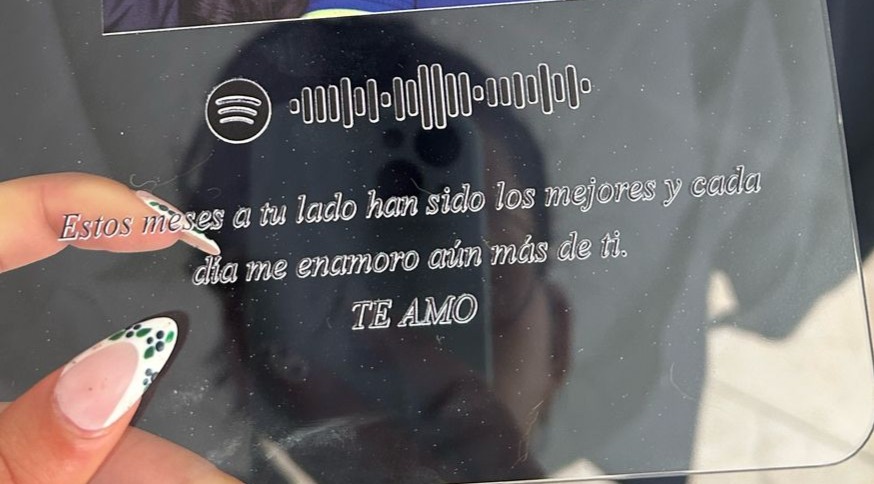 Estos meses a tu lado han sido los mejores y cada
día me enamoro aún más de ti.
TE AMO